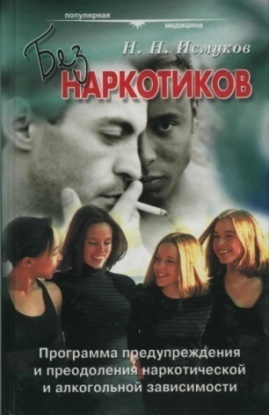 популярная медицина
Н. Н. Исмуков
Без
НАРКОТИКОВ
Программа предупреждения
и преодоления наркотической
и алкогольной зависимости